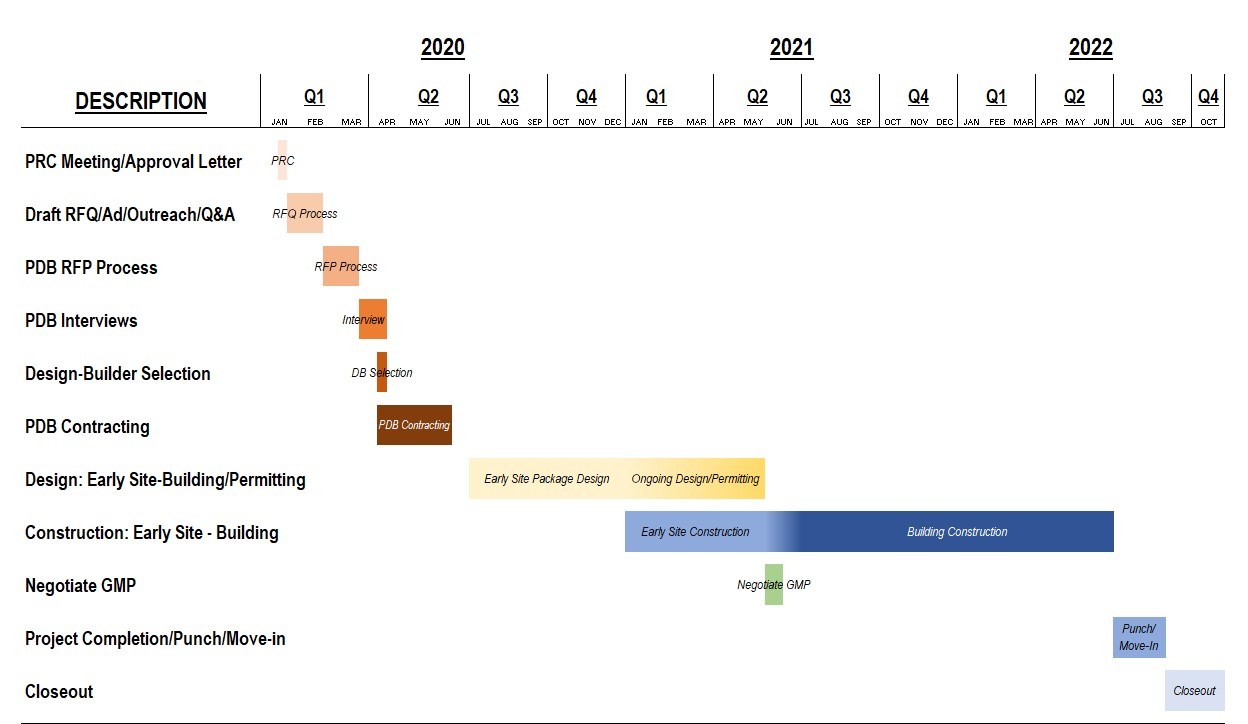 2020 2021 2022
DESCRIPTION Q1 Q2 Q3 Q4 Q1 Q2 Q3 Q4 Q1 Q2 Q3 Q4
JAN FEB MAR APR MAY JUN JUL AUG SEP OCT NOV DEC JAN FEB MAR APR MAY JUN JUL AUG SEP OCT NOV DEC JAN FEB MAR APR MAY JUN JUL AUG SEP OCT
PRC Meeting/Approval Letter PRC
Draft RFQ/Ad/Outreach/Q&A RFQ Process
PDB RFP Process RFP Process
PDB Interviews Interview
Design-Builder Selection DB Selection
PDB Contracting PDB Contracting
Design: Early Site-Building/Permitting Early Site Package Design Ongoing Design/Permitting
Construction: Early Site - Building Early Site Construction Building Construction
Negotiate GMP Negotiate GMP
Project Completion/Punch/Move-in Punch/
Move-In
Closeout Closeout